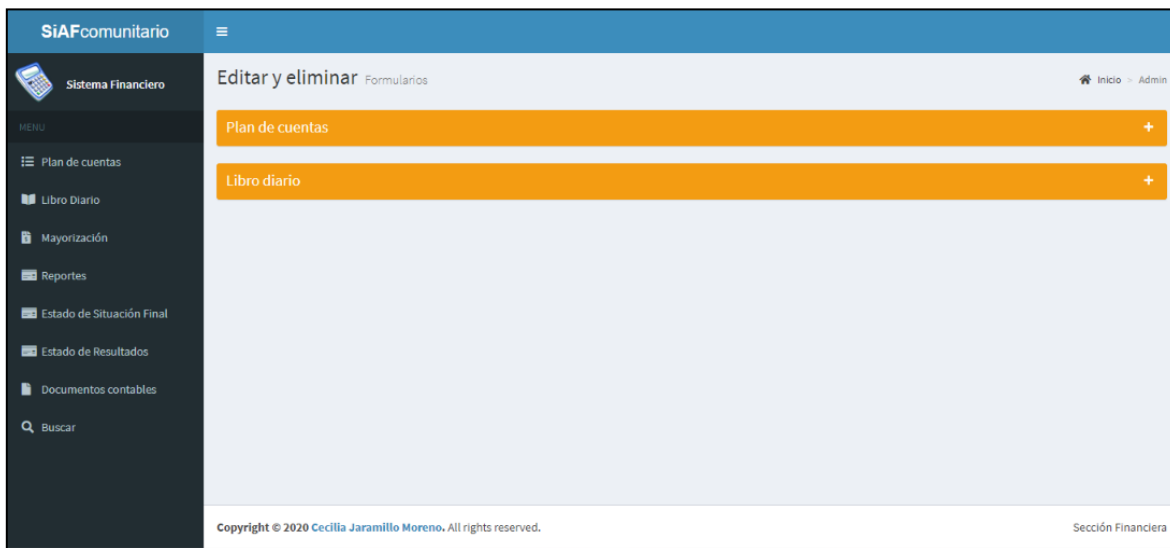 SiAFcomunitario
Sistema Financiero
MENU
Plan de cuentas
Libro Diario
Mayorización
Reportes
Estado de Situación Final
Estado de Resultados
Documentos contables
Buscar
Editar y eliminar Formularios
Inicio > Admin
Plan de cuentas
Libro diario
Copyright © 2020 Cecilia Jaramillo Moreno. All rights reserved.
Sección Financiera